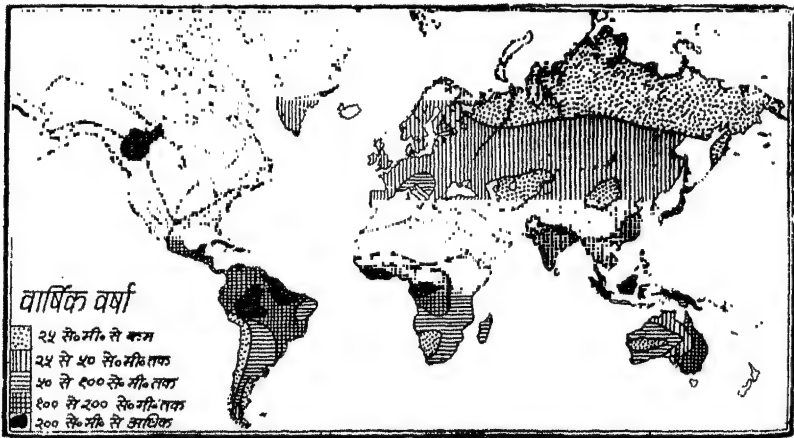 वार्षिक वर्षा
२५ से॰मी॰ से कम
२५ से ५० से॰मी॰तक
५० से १०० से॰मी॰तक
१०० से २०० से॰मी॰तक
२०० से॰मी॰ से अधिक